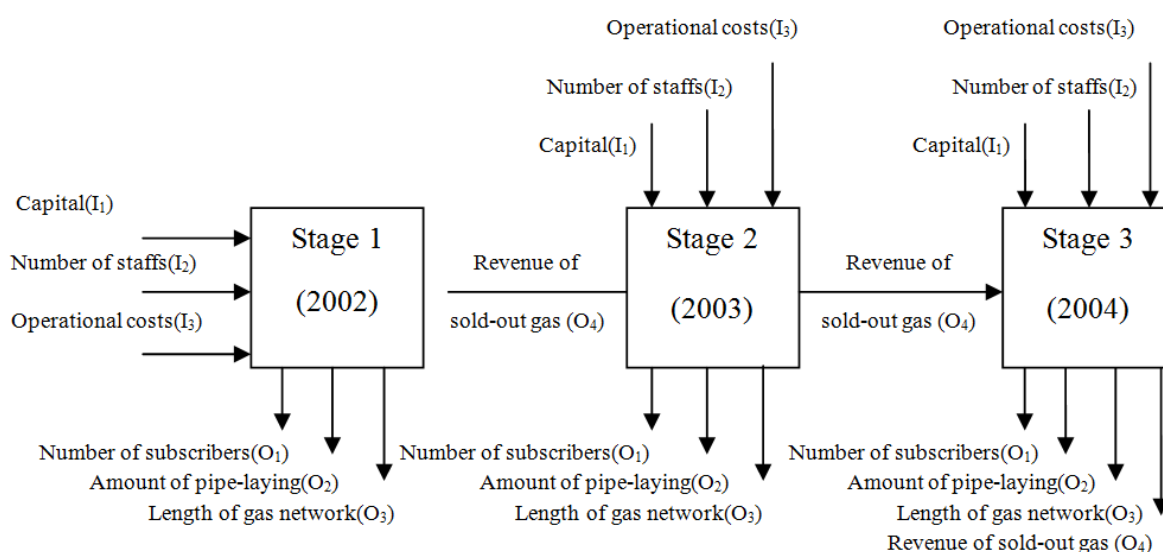 Operational costs(I₃)
Operational costs(I₃)
Number of staffs(I₂)
Number of staffs(I₂)
Capital(I₁)
Capital(I₁)
Capital(I₁)
Number of staffs(I₂)
Operational costs(I₃)
Stage 1
(2002)
Revenue of
sold-out gas (O₄)
Stage 2
(2003)
Revenue of
sold-out gas (O₄)
Stage 3
(2004)
Number of subscribers(O₁)
Amount of pipe-laying(O₂)
Length of gas network(O₃)
Number of subscribers(O₁)
Amount of pipe-laying(O₂)
Length of gas network(O₃)
Number of subscribers(O₁)
Amount of pipe-laying(O₂)
Length of gas network(O₃)
Revenue of sold-out gas (O₄)